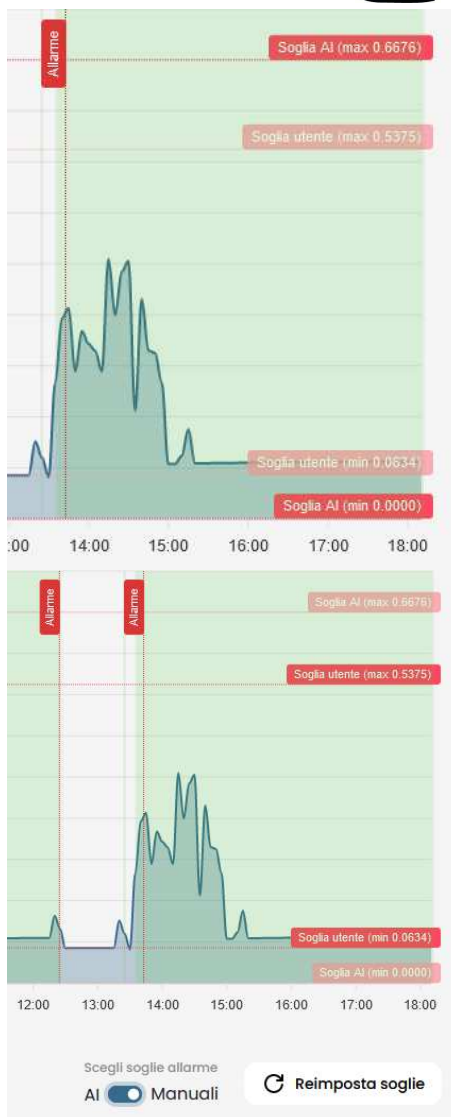 Allarme
Soglia AI (max 0.6676)
Soglia utente (max 0.5375)
Soglia utente (min 0.0634)
Soglia AI (min 0.0000)
:00 14:00 15:00 16:00 17:00 18:00
Allarme Allarme
Soglia AI (max 0.6676)
Soglia utente (max 0.5375)
Soglia utente (min 0.0634)
Soglia AI (min 0.0000)
12:00 13:00 14:00 15:00 16:00 17:00 18:00
Scegli soglie allarme
AI Manuali
Reimposta soglie